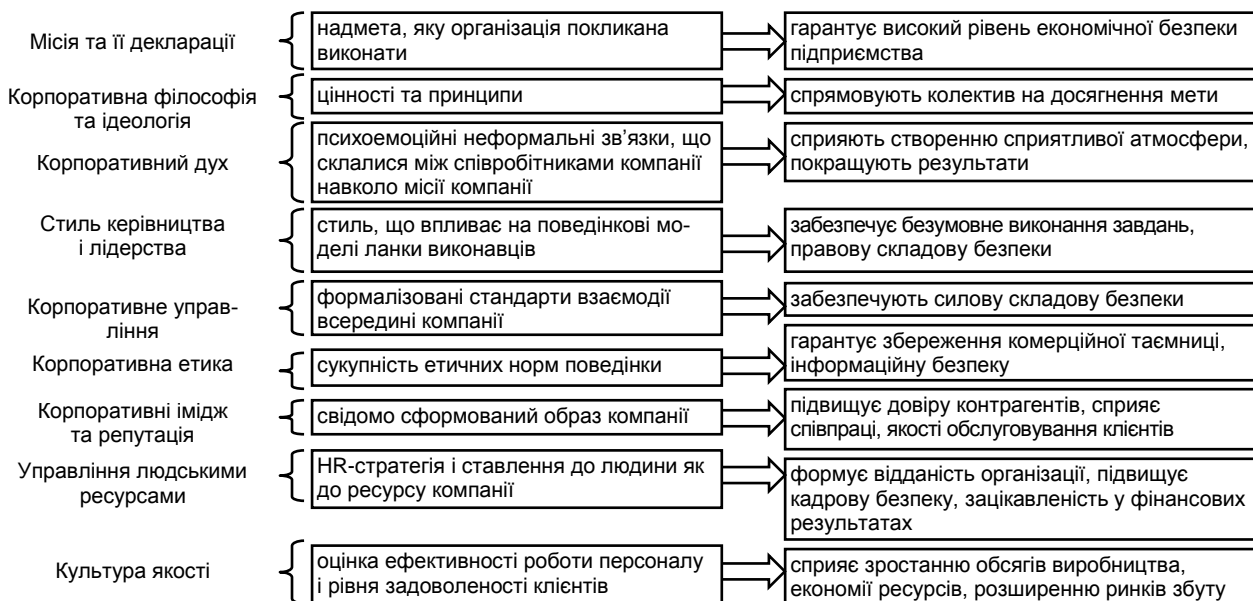 Місія та її декларації
надмета, яку організація покликана
виконати
гарантує високий рівень економічної безпеки
підприємства
Корпоративна філософія
та ідеологія
цінності та принципи
спрямовують колектив на досягнення мети
Корпоративний дух
психоемоційні неформальні зв’язки, що
склалися між співробітниками компанії
навколо місії компанії
сприяють створенню сприятливої атмосфери,
покращують результати
Стиль керівництва
і лідерства
стиль, що впливає на поведінкові мо-
делі ланки виконавців
забезпечує безумовне виконання завдань,
правову складову безпеки
Корпоративне управ-
ління
формалізовані стандарти взаємодії
всередині компанії
забезпечують силову складову безпеки
Корпоративна етика
сукупність етичних норм поведінки
гарантує збереження комерційної таємниці,
інформаційну безпеку
Корпоративні імідж
та репутація
свідомо сформований образ компанії
підвищує довіру контрагентів, сприяє
співпраці, якості обслуговування клієнтів
Управління людськими
ресурсами
HR-стратегія і ставлення до людини як
до ресурсу компанії
формує відданість організації, підвищує
кадрову безпеку, зацікавленість у фінансових
результатах
Культура якості
оцінка ефективності роботи персоналу
і рівня задоволеності клієнтів
сприяє зростанню обсягів виробництва,
економії ресурсів, розширенню ринків збуту